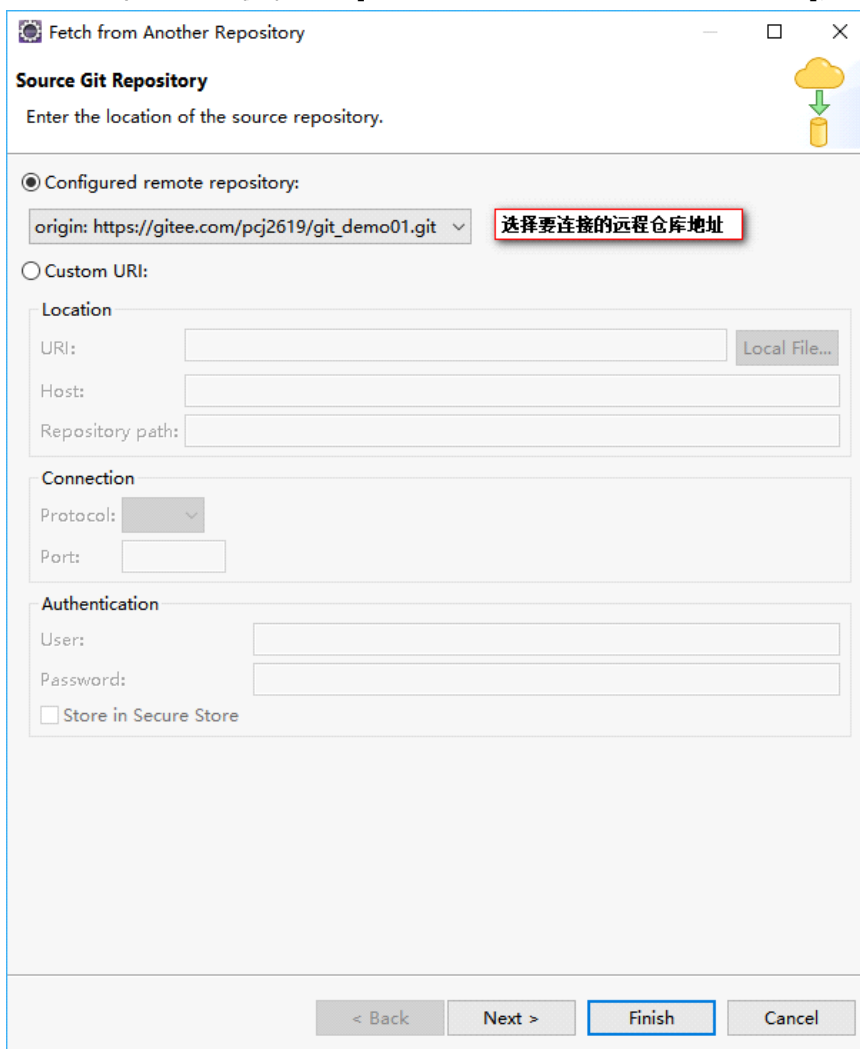 Fetch from Another Repository
Source Git Repository
Enter the location of the source repository.
Configured remote repository:
origin: https://gitee.com/pcj2619/git_demo01.git
选择要连接的远程仓库地址
Custom URI:
Location
URI:
Local File...
Host:
Repository path:
Connection
Protocol:
Port:
Authentication
User:
Password:
Store in Secure Store
< Back
Next >
Finish
Cancel